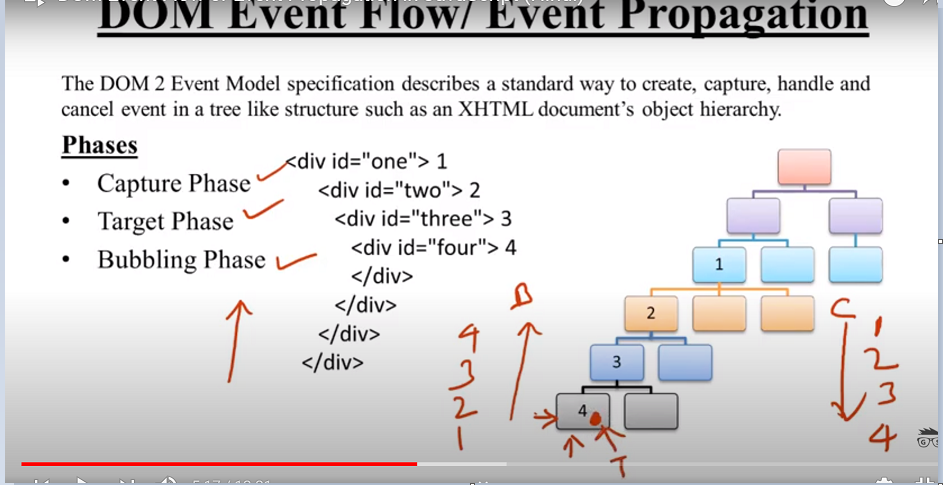 DOM Event Flow/ Event Propagation
The DOM 2 Event Model specification describes a standard way to create, capture, handle and
cancel event in a tree like structure such as an XHTML document's object hierarchy.
Phases
• Capture Phase
• Target Phase
• Bubbling Phase
<div id="one"> 1
<div id="two"> 2
<div id="three"> 3
<div id="four"> 4
</div>
</div>
</div>
</div>
1
2
3
4
B
4
3
2
1
T
C
1
2
3
4